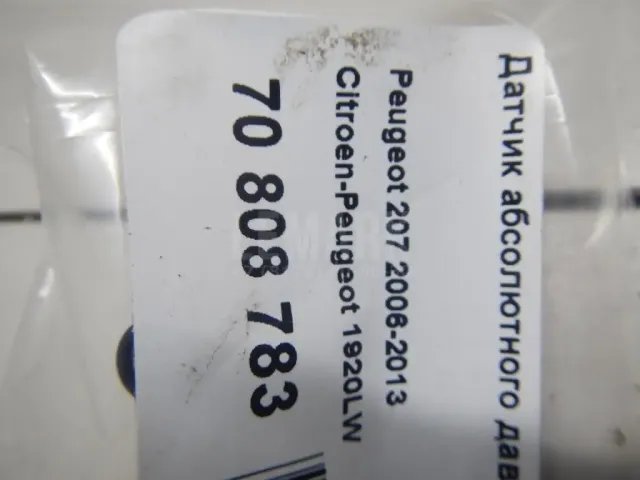 Датчик абсолютного дав
Peugeot 207 2006-2013
Citroen-Peugeot 1920LW
70 808 783